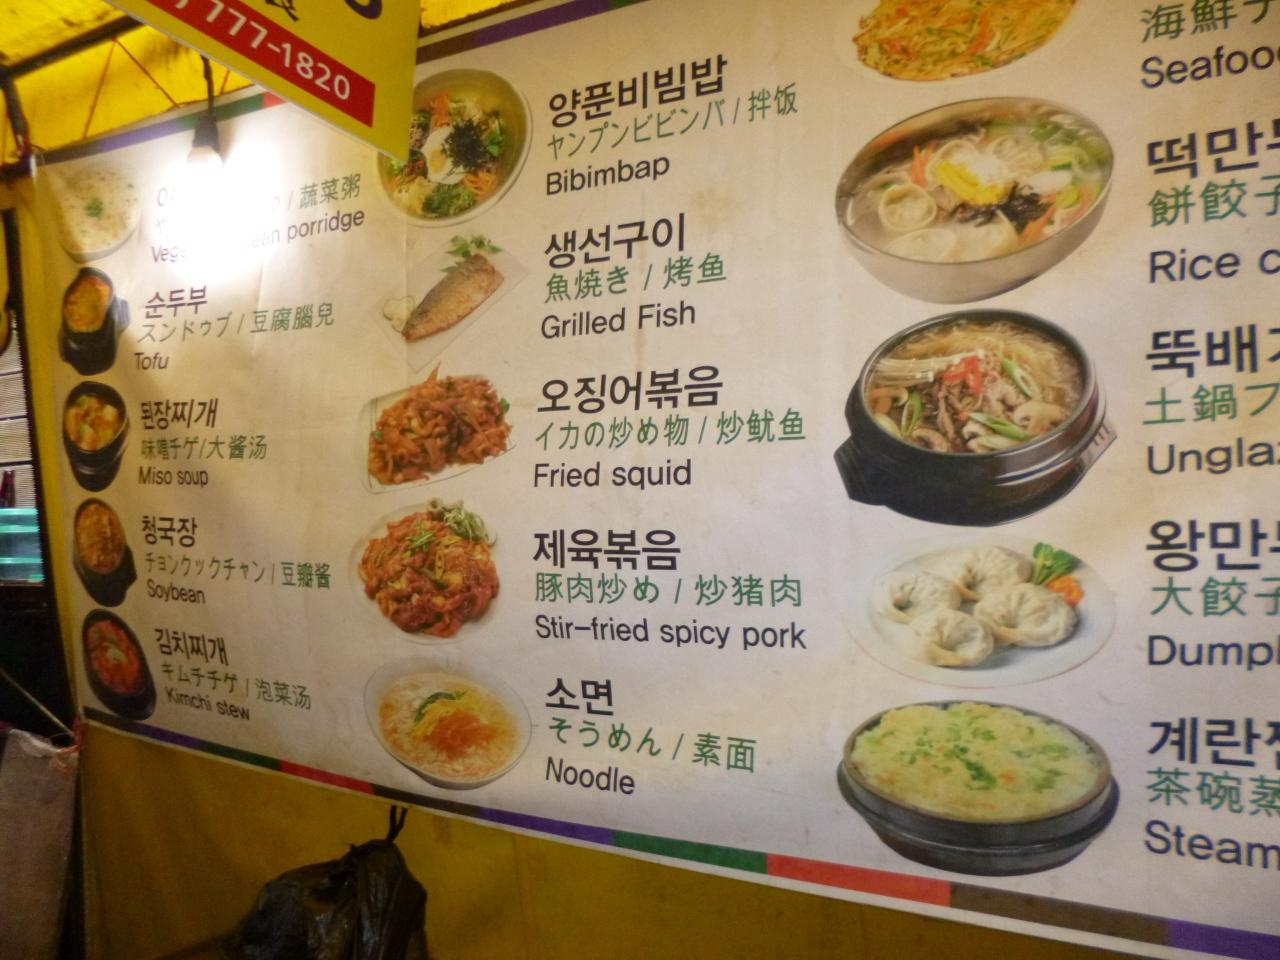 777-1820
蔬菜粥
porridge
순두부
スンドゥブ / 豆腐腦兒
Tofu
된장찌개
味噌チゲ/大酱汤
Miso soup
청국장
チョンクックチャン / 豆瓣酱
Soybean
김치찌개
キムチチゲ / 泡菜汤
Kimchi stew
양푼비빔밥
ヤンプンビビンバ / 拌饭
Bibimbap
생선구이
魚焼き / 烤鱼
Grilled Fish
오징어볶음
イカの炒め物 / 炒鱿鱼
Fried squid
제육볶음
豚肉炒め / 炒猪肉
Stir-fried spicy pork
소면
そうめん / 素面
Noodle
海鮮チ
Seafoo
떡만
餅餃子
Rice c
뚝배
土鍋プ
Ungla
왕만
大餃子
Dump
계란
茶碗蒸
Steam